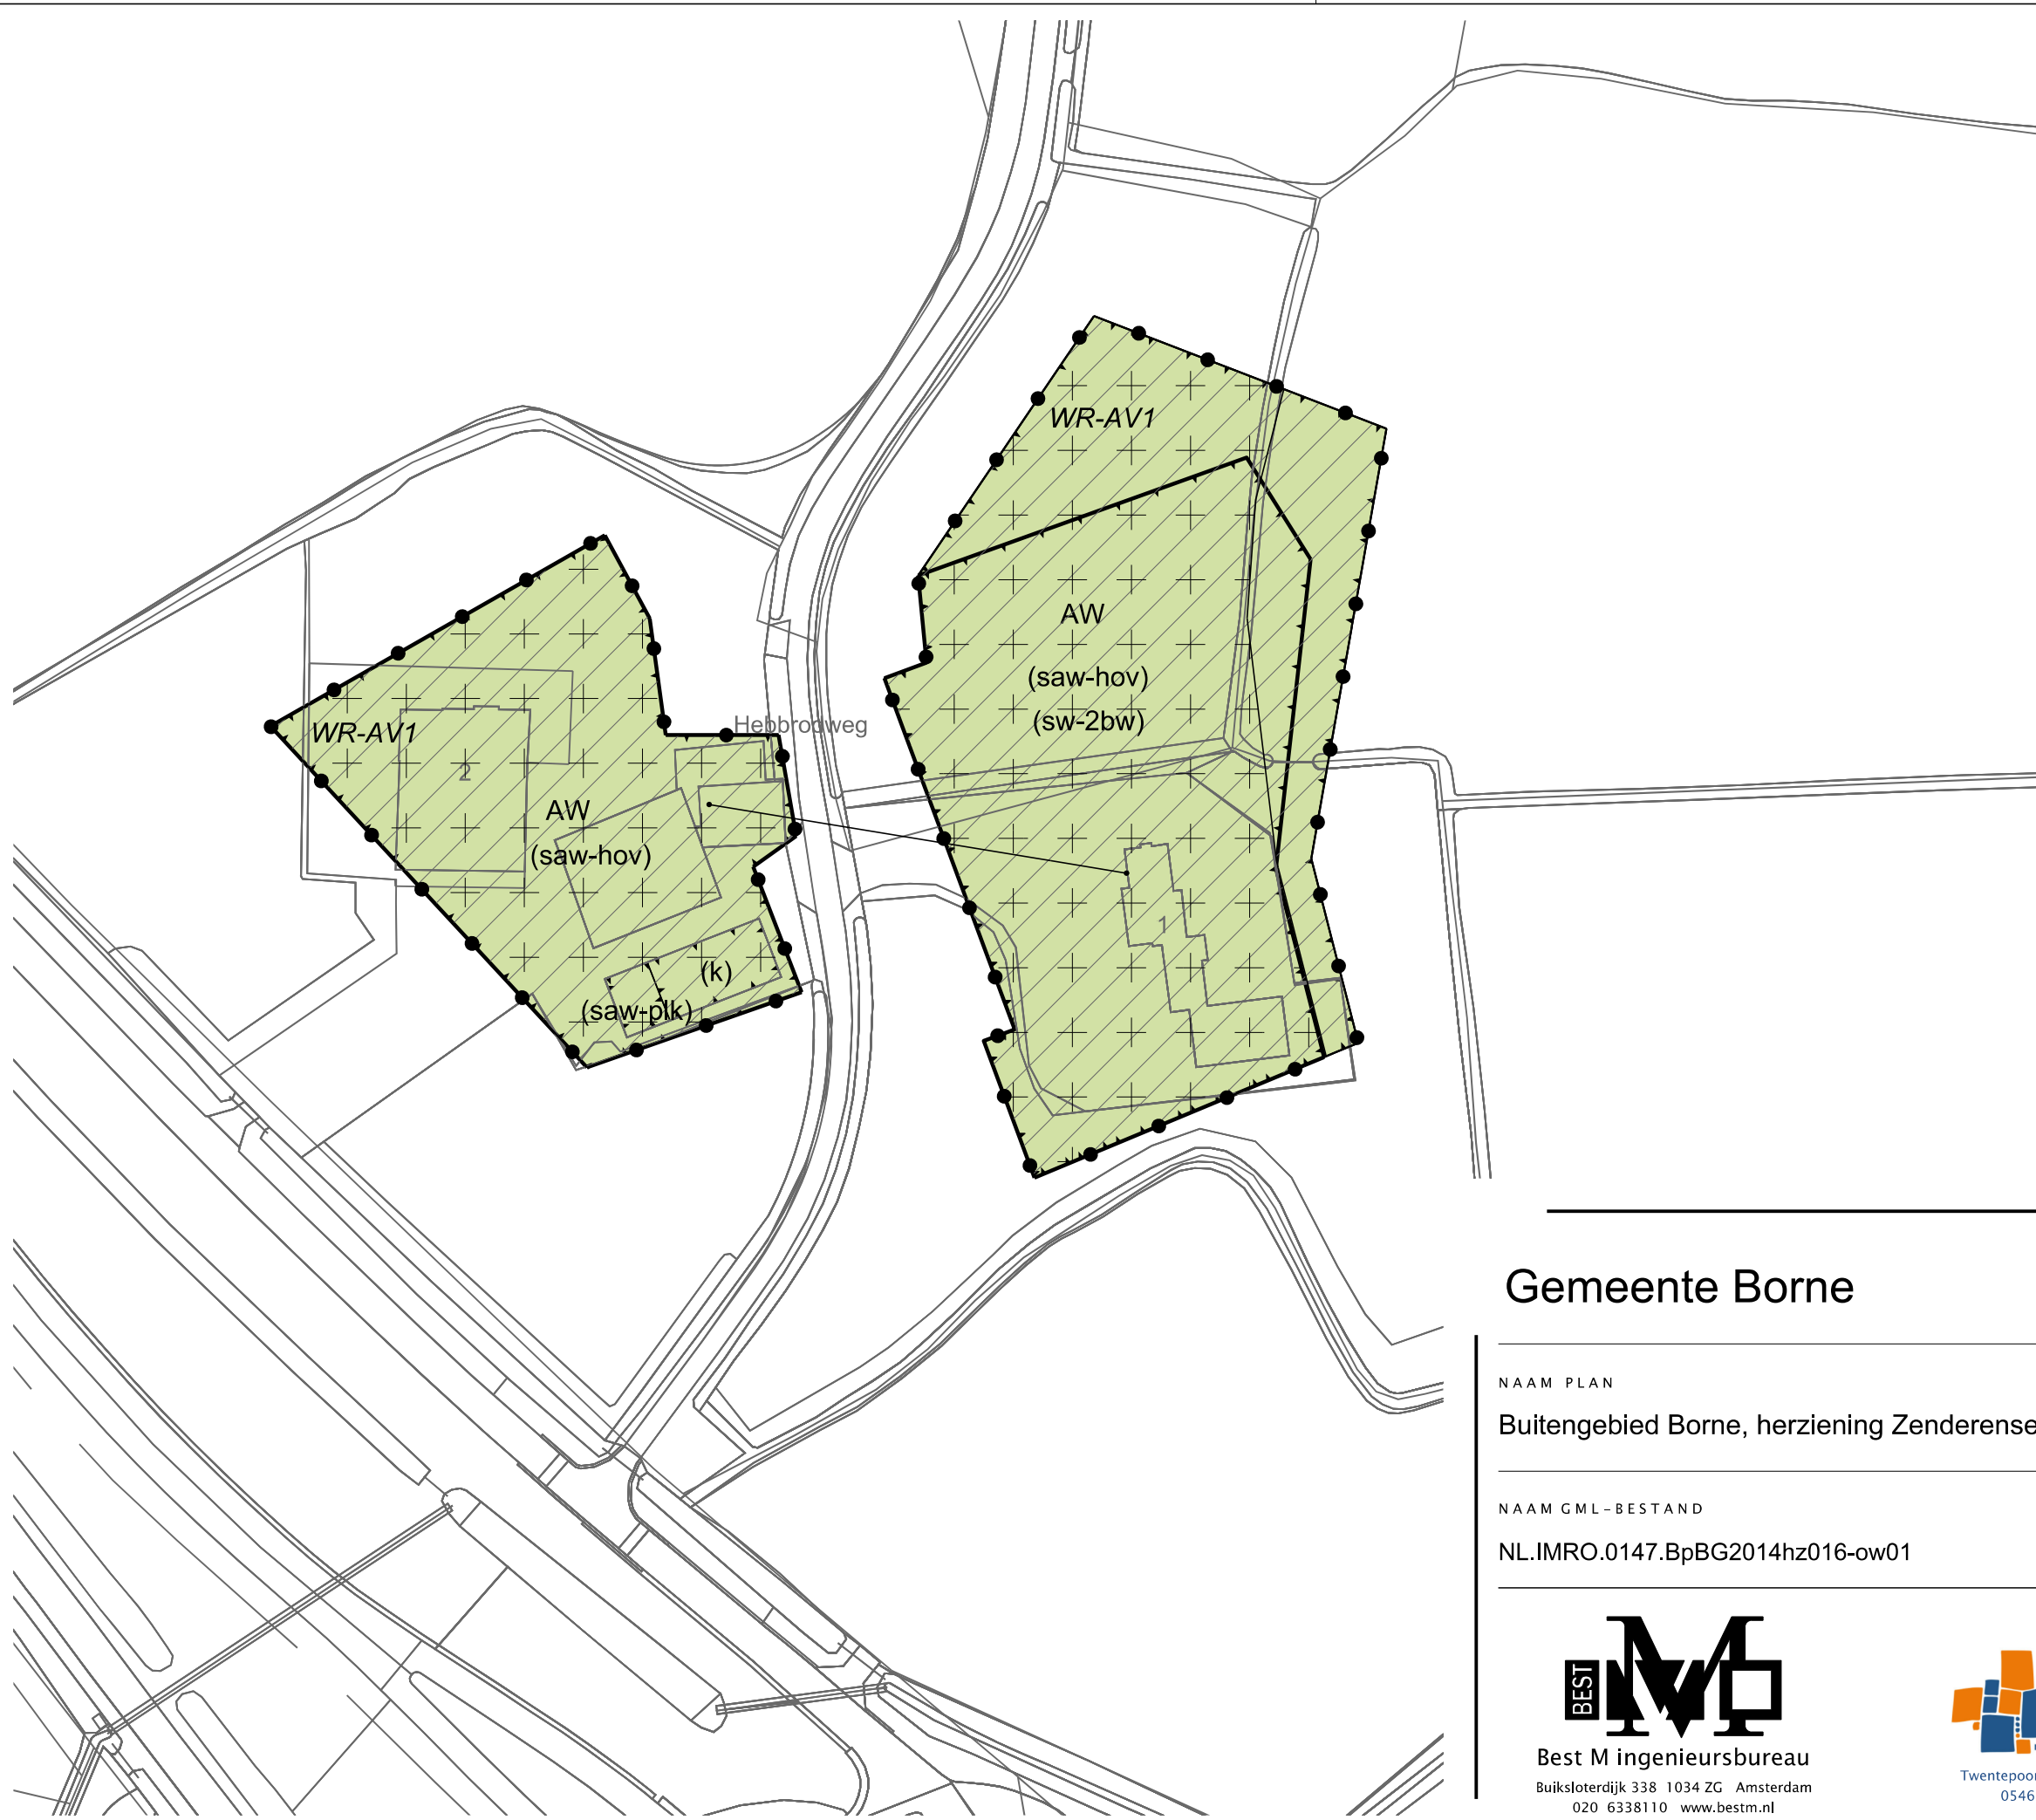 WR-AV1
AW
(saw-hov)
(sw-2bw)
Hebbrodweg
WR-AV1
2
AW
(saw-hov)
1
(k)
(saw-plk)
Gemeente Borne
NAAM PLAN
Buitengebied Borne, herziening Zenderense
NAAM GML-BESTAND
NL.IMRO.0147.BpBG2014hz016-ow01
BEST
M
Best M ingenieursbureau
Buiksloterdijk 338 1034 ZG Amsterdam
020 6338110 www.bestm.nl
Twentepoor
0546